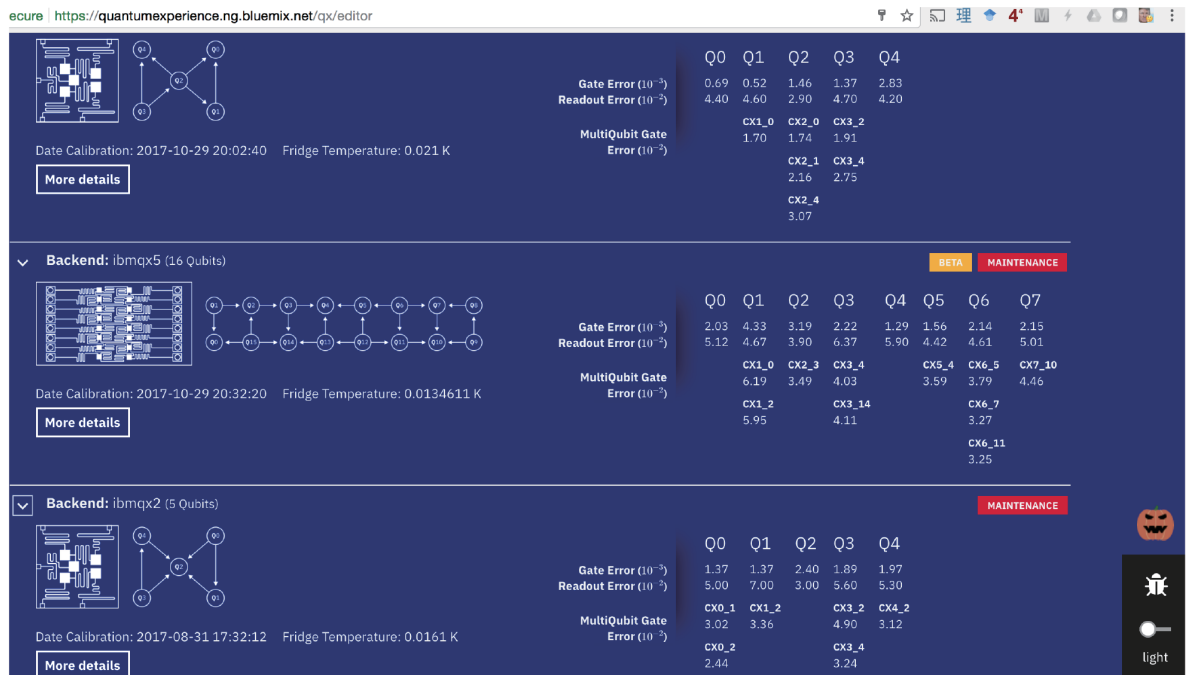 ecure https://quantumexperience.ng.bluemix.net/qx/editor
理 4 M
Q4 Q0
Q2
Q3 Q1
Q0 Q1 Q2 Q3 Q4
Gate Error (10⁻³) 0.69 0.52 1.46 1.37 2.83
Readout Error (10⁻²) 4.40 4.60 2.90 4.70 4.20
CX1_0 CX2_0 CX3_2
MultiQubit Gate 1.70 1.74 1.91
Error (10⁻²)
CX2_1 CX3_4
2.16 2.75
CX2_4
3.07
Date Calibration: 2017-10-29 20:02:40 Fridge Temperature: 0.021 K
More details
Backend: ibmqx5 (16 Qubits) BETA MAINTENANCE
Q1 Q2 Q3 Q4 Q5 Q6 Q7 Q8
Q0 Q15 Q14 Q13 Q12 Q11 Q10 Q9
Q0 Q1 Q2 Q3 Q4 Q5 Q6 Q7
Gate Error (10⁻³) 2.03 4.33 3.19 2.22 1.29 1.56 2.14 2.15
Readout Error (10⁻²) 5.12 4.67 3.90 6.37 5.90 4.42 4.61 5.01
CX1_0 CX2_3 CX3_4 CX5_4 CX6_5 CX7_10
MultiQubit Gate 6.19 3.49 4.03 3.59 3.79 4.46
Error (10⁻²)
CX1_2 CX3_14 CX6_7
5.95 4.11 3.27
CX6_11
3.25
Date Calibration: 2017-10-29 20:32:20 Fridge Temperature: 0.0134611 K
More details
Backend: ibmqx2 (5 Qubits) MAINTENANCE
Q4 Q0
Q2
Q3 Q1
Q0 Q1 Q2 Q3 Q4
Gate Error (10⁻³) 1.37 1.37 2.40 1.89 1.97
Readout Error (10⁻²) 5.00 7.00 3.00 5.60 5.30
CX0_1 CX1_2 CX3_2 CX4_2
MultiQubit Gate 3.02 3.36 4.90 3.12
Error (10⁻²)
CX0_2 CX3_4
2.44 3.24
Date Calibration: 2017-08-31 17:32:12 Fridge Temperature: 0.0161 K
More details
light